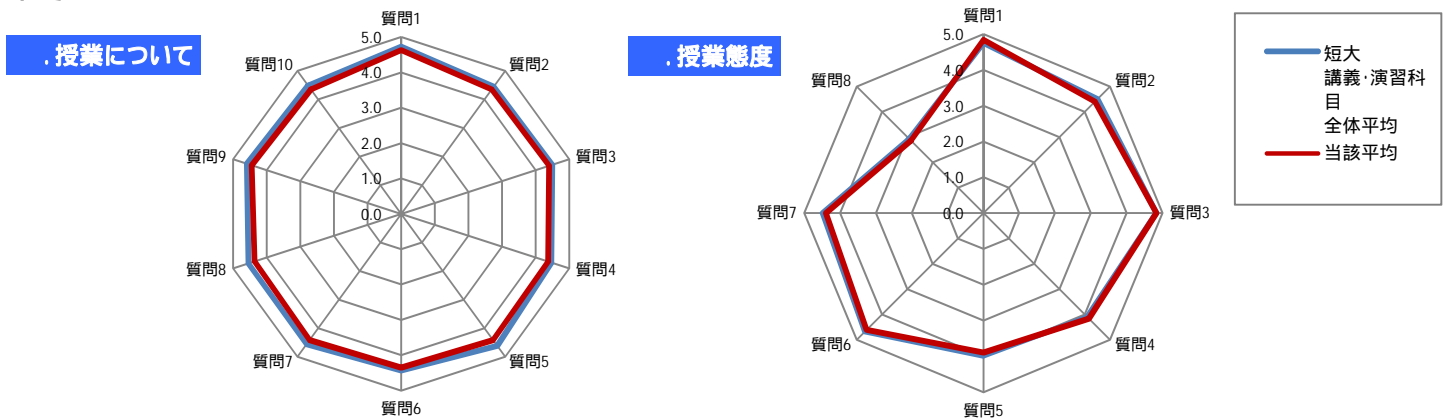 ．授業について
質問1
質問2
質問3
質問4
質問5
質問6
質問7
質問8
質問9
質問10
5.0
4.0
3.0
2.0
1.0
0.0
．授業態度
質問1
質問2
質問3
質問4
質問5
質問6
質問7
質問8
5.0
4.0
3.0
2.0
1.0
0.0
短大
講義･演習科
目
全体平均
当該平均